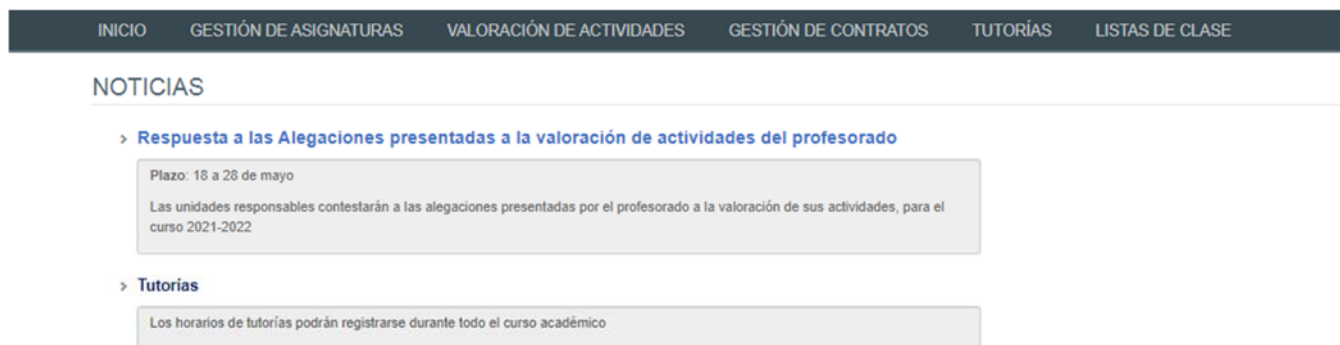 INICIO GESTIÓN DE ASIGNATURAS VALORACIÓN DE ACTIVIDADES GESTIÓN DE CONTRATOS TUTORÍAS LISTAS DE CLASE
NOTICIAS
Respuesta a las Alegaciones presentadas a la valoración de actividades del profesorado
Plazo: 18 a 28 de mayo
Las unidades responsables contestarán a las alegaciones presentadas por el profesorado a la valoración de sus actividades, para el
curso 2021-2022
Tutorías
Los horarios de tutorías podrán registrarse durante todo el curso académico